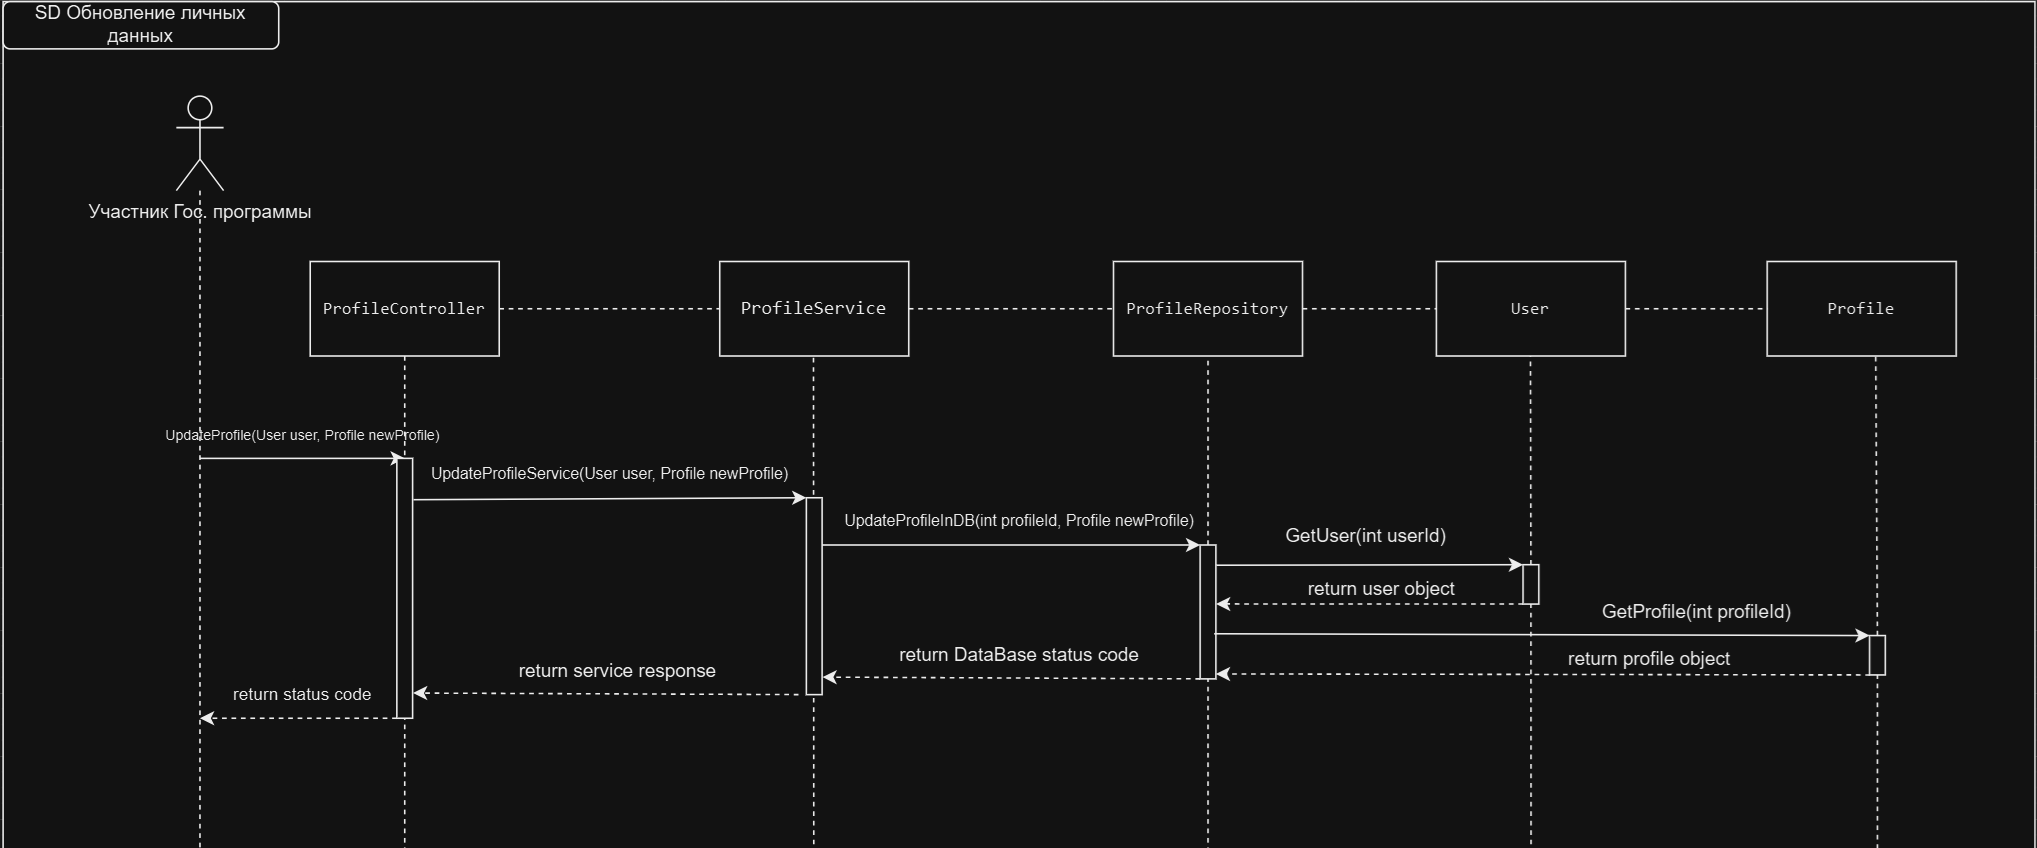 SD Обновление личных
данных
Участник Гос. программы
ProfileController
ProfileService
ProfileRepository
User
Profile
UpdateProfile(User user, Profile newProfile)
UpdateProfileService(User user, Profile newProfile)
UpdateProfileInDB(int profileId, Profile newProfile)
GetUser(int userId)
return user object
GetProfile(int profileId)
return profile object
return DataBase status code
return service response
return status code